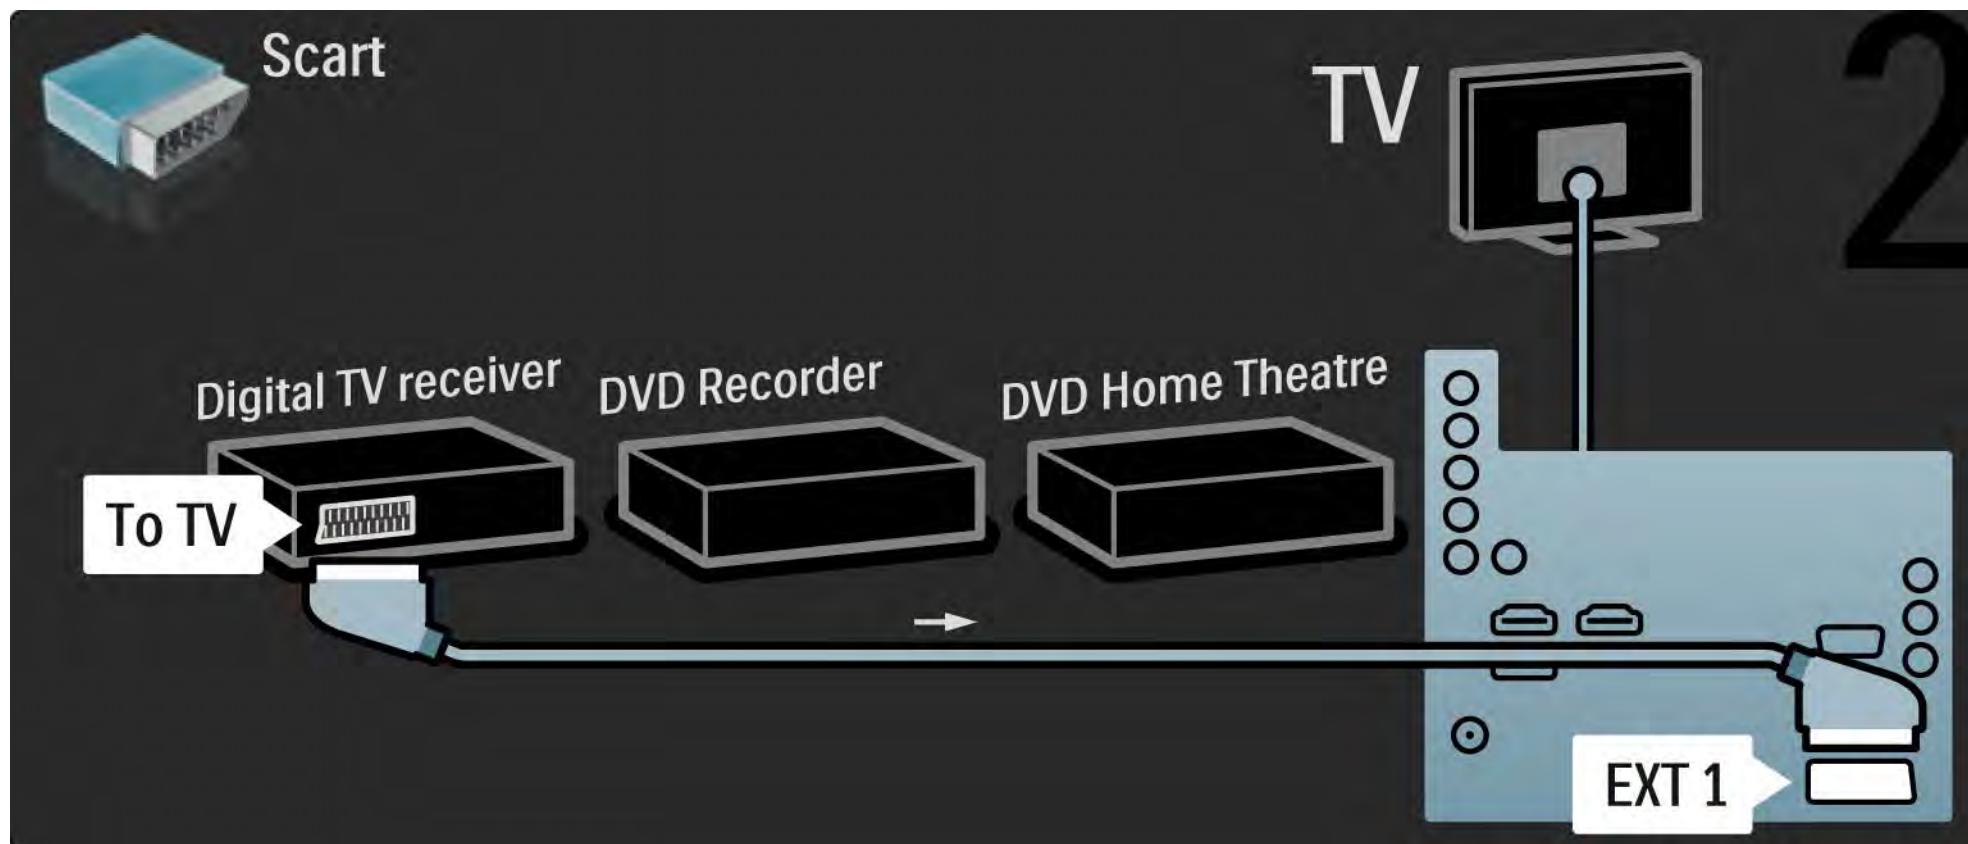 Scart
TV
2
Digital TV receiver
DVD Recorder
DVD Home Theatre
To TV
EXT 1